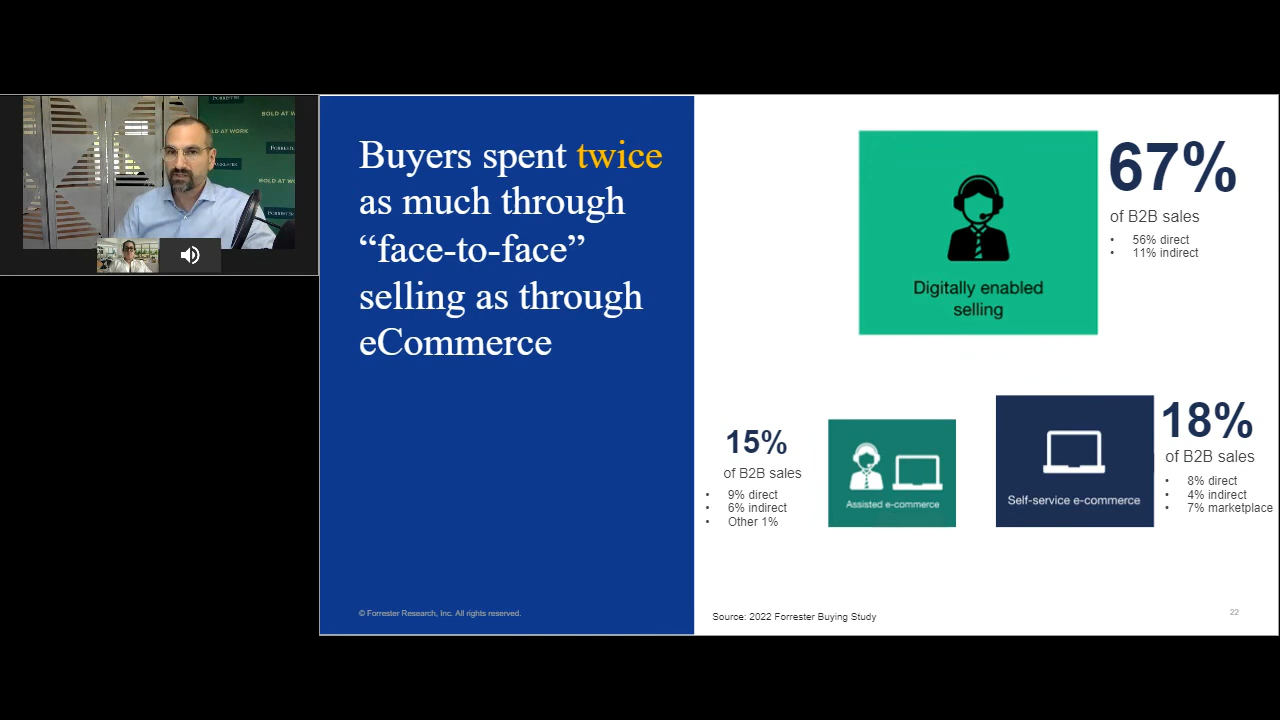 BOLD AT WORK
FORRESTER
Buyers spent twice
as much through
“face-to-face”
selling as through
eCommerce
Digitally enabled
selling
67%
of B2B sales
• 56% direct
• 11% indirect
15%
of B2B sales
• 9% direct
• 6% indirect
• Other 1%
Assisted e-commerce
Self-service e-commerce
18%
of B2B sales
• 8% direct
• 4% indirect
• 7% marketplace
© Forrester Research, Inc. All rights reserved.
Source: 2022 Forrester Buying Study
22